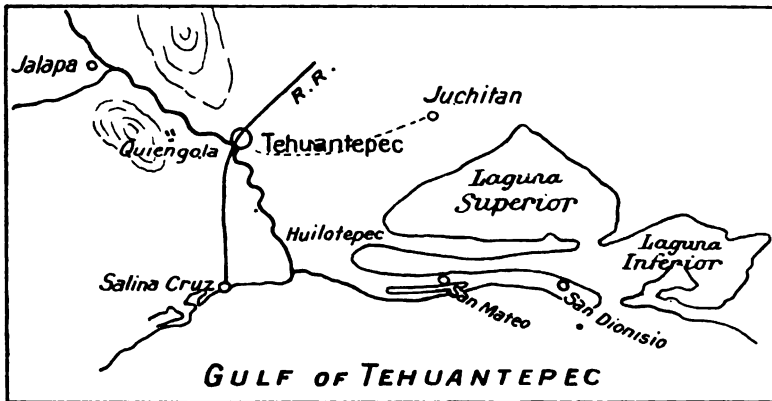 Jalapa
R.R.
Juchitan
Quiengola
Tehuantepec
Laguna
Superior
Huilotepec
Laguna
Inferior
Salina Cruz
San Mateo
San Dionisio
GULF OF TEHUANTEPEC